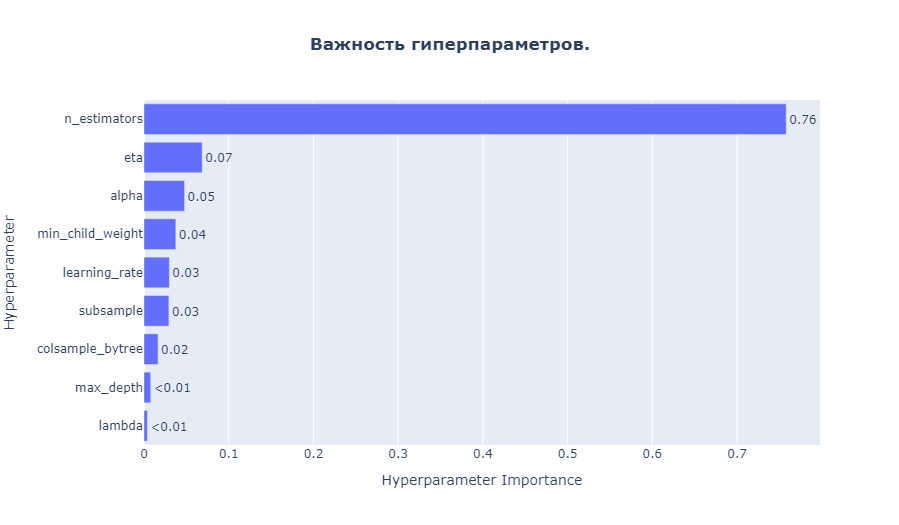 Важность гиперпараметров.
n_estimators 0.76
eta 0.07
alpha 0.05
min_child_weight 0.04
learning_rate 0.03
subsample 0.03
colsample_bytree 0.02
max_depth <0.01
lambda <0.01
0 0.1 0.2 0.3 0.4 0.5 0.6 0.7
Hyperparameter Importance
Hyperparameter